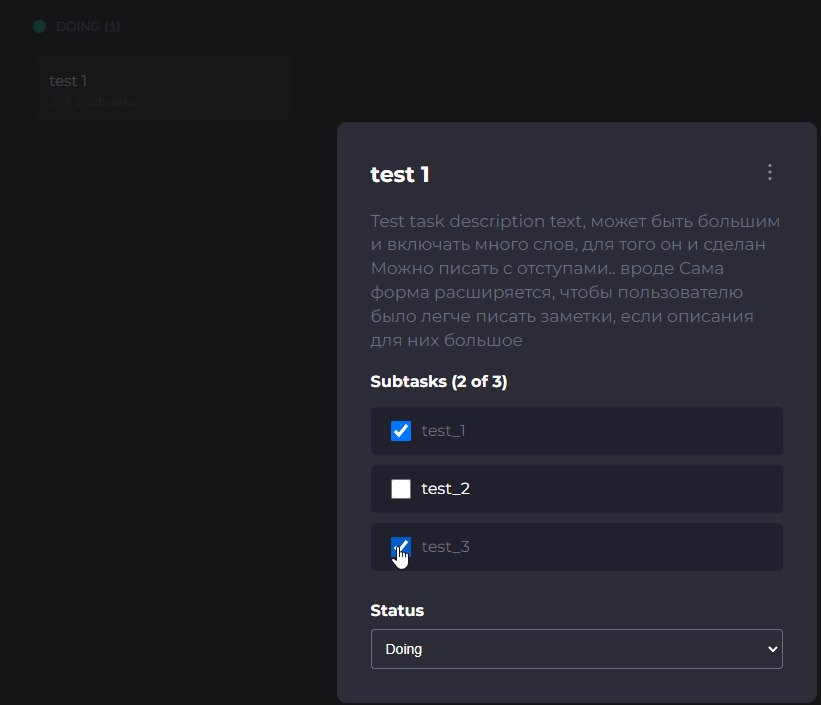 DOING (1)
test 1
2 of 3 subtasks
test 1
Test task description text, может быть большим
и включать много слов, для того он и сделан
Можно писать с отступами.. вроде Сама
форма расширяется, чтобы пользователю
было легче писать заметки, если описания
для них большое
Subtasks (2 of 3)
test_1
test_2
test_3
Status
Doing